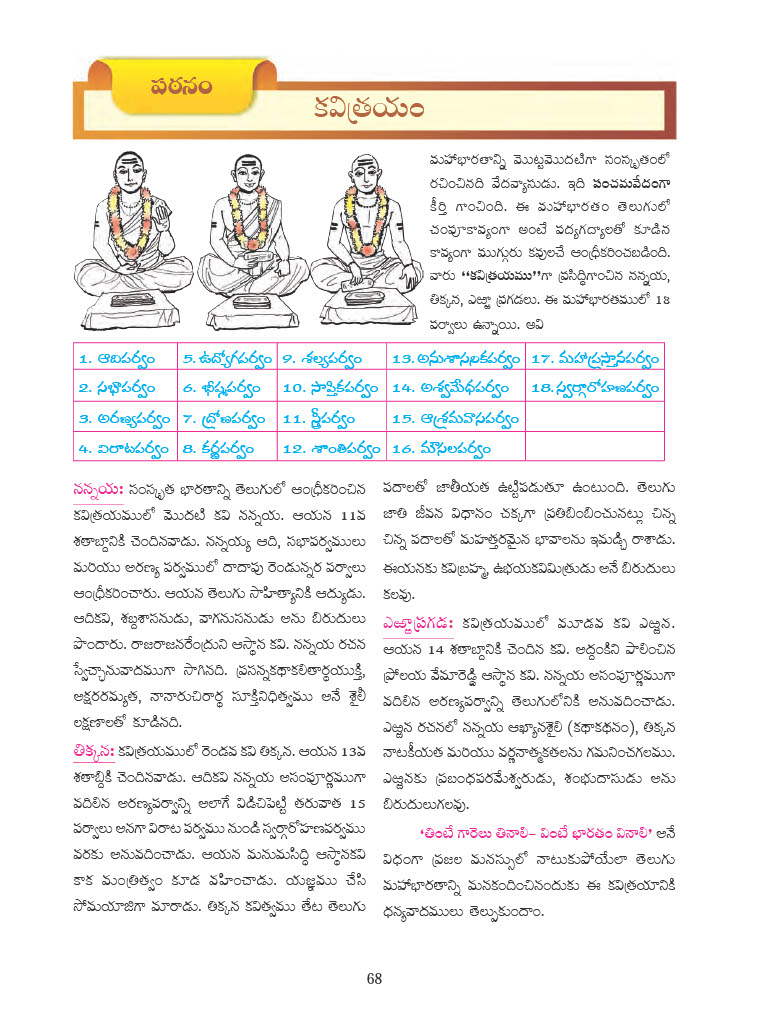 పఠనం
కవిత్రయం
మహాభారతాన్ని మొట్టమొదటిగా సంస్కృతంలో
రచించినది వేదవ్యాసుడు. ఇది పంచమవేదంగా
కీర్తి గాంచింది. ఈ మహాభారతం తెలుగులో
చంపూకావ్యంగా అంటే పద్యగద్యాలతో కూడిన
కావ్యంగా ముగ్గురు కవులచే ఆంధ్రీకరించబడింది.
వారు “కవిత్రయము”గా ప్రసిద్ధిగాంచిన నన్నయ,
తిక్కన, ఎఱ్ఱా ప్రగడలు. ఈ మహాభారతములో 18
పర్వాలు ఉన్నాయి. అవి
1. ఆదిపర్వం 5. ఉద్యోగపర్వం 9. శల్యపర్వం 13. అనుశాసనికపర్వం 17. మహాప్రస్థానపర్వం
2. సభాపర్వం 6. భీష్మపర్వం 10. సౌప్తికపర్వం 14. అశ్వమేధపర్వం 18. స్వర్గారోహణపర్వం
3. అరణ్యపర్వం 7. ద్రోణపర్వం 11. స్త్రీపర్వం 15. ఆశ్రమవాసపర్వం
4. విరాటపర్వం 8. కర్ణపర్వం 12. శాంతిపర్వం 16. మౌసలపర్వం
నన్నయ: సంస్కృత భారతాన్ని తెలుగులో ఆంధ్రీకరించిన
కవిత్రయములో మొదటి కవి నన్నయ. ఆయన 11వ
శతాబ్దానికి చెందినవాడు. నన్నయ్య ఆది, సభాపర్వములు
మరియు అరణ్య పర్వములో దాదాపు రెండున్నర పర్వాలు
ఆంధ్రీకరించారు. ఆయన తెలుగు సాహిత్యానికి ఆద్యుడు.
ఆదికవి, శబ్దశాసనుడు, వాగనుసనుడు అను బిరుదులు
పొందారు. రాజరాజనరేంద్రుని ఆస్థాన కవి. నన్నయ రచన
స్వేచ్ఛానువాదముగా సాగినది. ప్రసన్నకథాకలితార్థయుక్తి,
అక్షరరమ్యత, నానారుచిరార్థ సూక్తినిధిత్వము అనే శైలీ
లక్షణాలతో కూడినది.
తిక్కన: కవిత్రయములో రెండవ కవి తిక్కన. ఆయన 13వ
శతాబ్దికి చెందినవాడు. ఆదికవి నన్నయ అసంపూర్ణముగా
వదిలిన అరణ్యపర్వాన్ని అలాగే విడిచిపెట్టి తరువాత 15
పర్వాలు అనగా విరాట పర్వము నుండి స్వర్గారోహణపర్వము
వరకు అనువదించాడు. ఆయన మనుమసిద్ధి ఆస్థానకవి
కాక మంత్రిత్వం కూడ వహించాడు. యజ్ఞము చేసి
సోమయాజిగా మారాడు. తిక్కన కవిత్వము తేట తెలుగు
పదాలతో జాతీయత ఉట్టిపడుతూ ఉంటుంది. తెలుగు
జాతి జీవన విధానం చక్కగా ప్రతిబింబించునట్లు చిన్న
చిన్న పదాలతో మహత్తరమైన భావాలను ఇమడ్చి రాశాడు.
ఈయనకు కవిబ్రహ్మ, ఉభయకవిమిత్రుడు అనే బిరుదులు
కలవు.
ఎఱ్ఱాప్రగడ: కవిత్రయములో మూడవ కవి ఎఱ్ఱన.
ఆయన 14 శతాబ్దానికి చెందిన కవి. అద్దంకిని పాలించిన
ప్రోలయ వేమారెడ్డి ఆస్థాన కవి. నన్నయ అసంపూర్ణముగా
వదిలిన అరణ్యపర్వాన్ని తెలుగులోనికి అనువదించాడు.
ఎఱ్ఱన రచనలో నన్నయ ఆఖ్యానశైలి (కథాకథనం), తిక్కన
నాటకీయత మరియు వర్ణనాత్మకతలను గమనించగలము.
ఎఱ్ఱనకు ప్రబంధపరమేశ్వరుడు, శంభుదాసుడు అను
బిరుదులుగలవు.
‘తింటే గారెలు తినాలి– వింటే భారతం వినాలి’ అనే
విధంగా ప్రజల మనస్సులో నాటుకుపోయేలా తెలుగు
మహాభారతాన్ని మనకందించినందుకు ఈ కవిత్రయానికి
ధన్యవాదములు తెల్పుకుందాం.
68